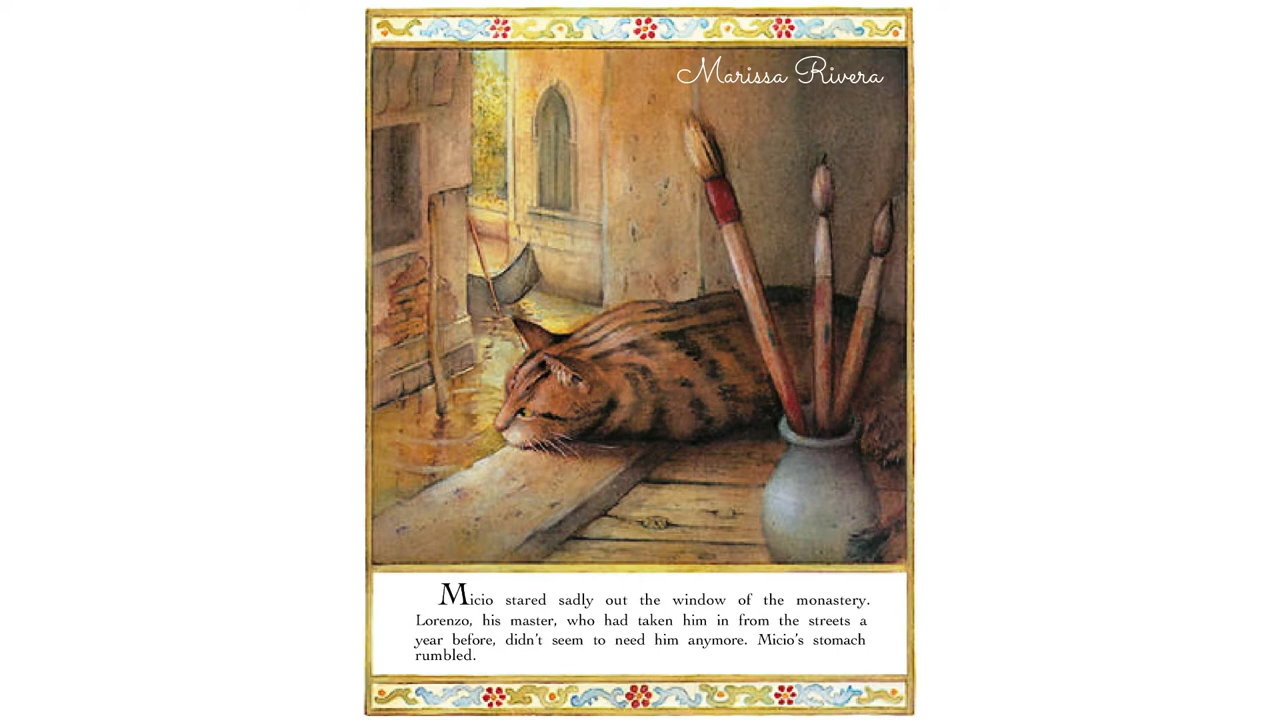 Marissa Rivera
Micio stared sadly out the window of the monastery.
Lorenzo, his master, who had taken him in from the streets a
year before, didn't seem to need him anymore. Micio's stomach
rumbled.